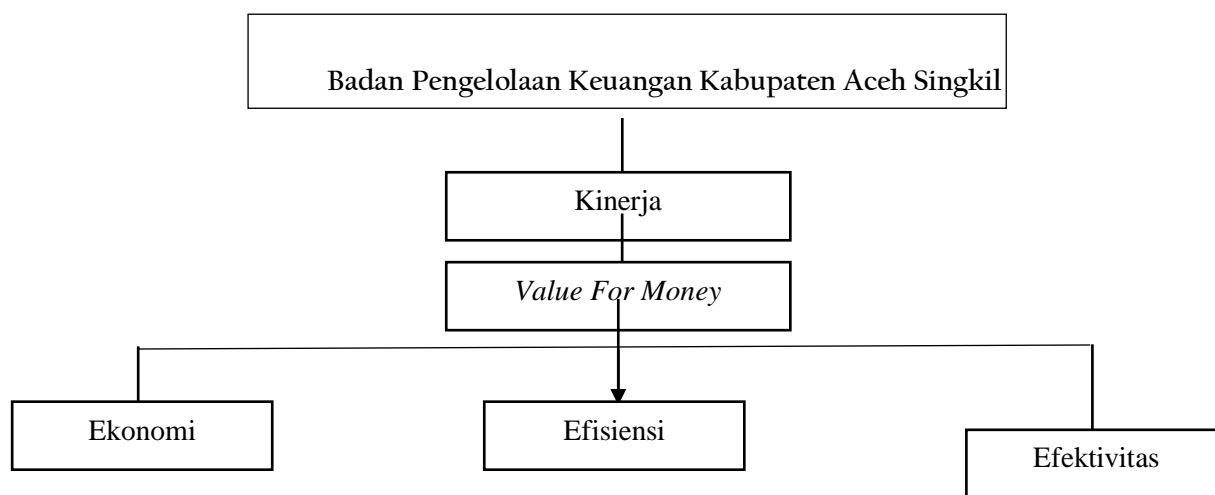 Badan Pengelolaan Keuangan Kabupaten Aceh Singkil
Kinerja
Value For Money
Ekonomi
Efisiensi
Efektivitas